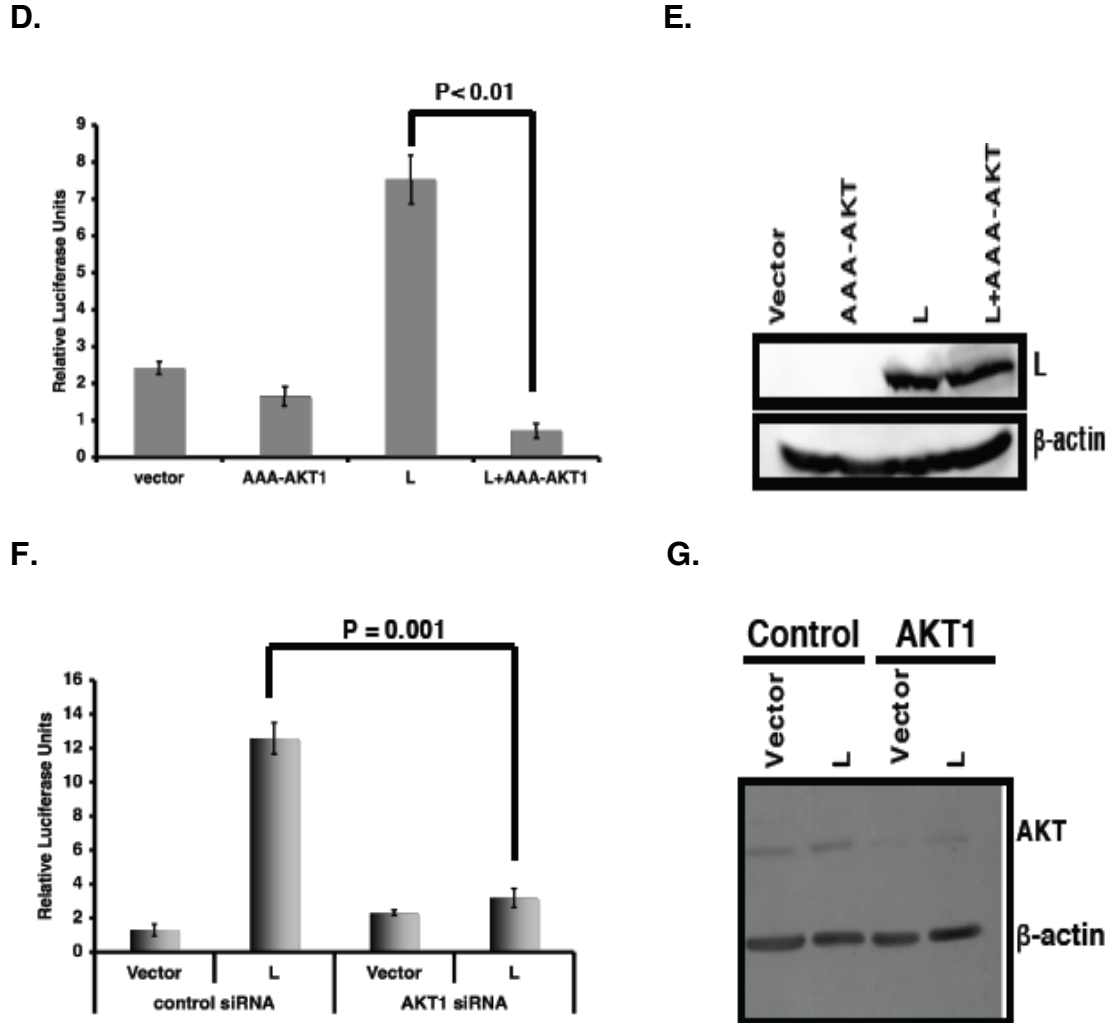 D.
P< 0.01
Relative Luciferase Units
9
8
7
6
5
4
3
2
1
0
vector AAA-AKT1 L L+AAA-AKT1
E.
Vector
AAA-AKT
L
L+AAA-AKT
L
β-actin
F.
P = 0.001
Relative Luciferase Units
16
14
12
10
8
6
4
2
0
Vector L Vector L
control siRNA AKT1 siRNA
G.
Control AKT1
Vector
L
Vector
L
AKT
β-actin